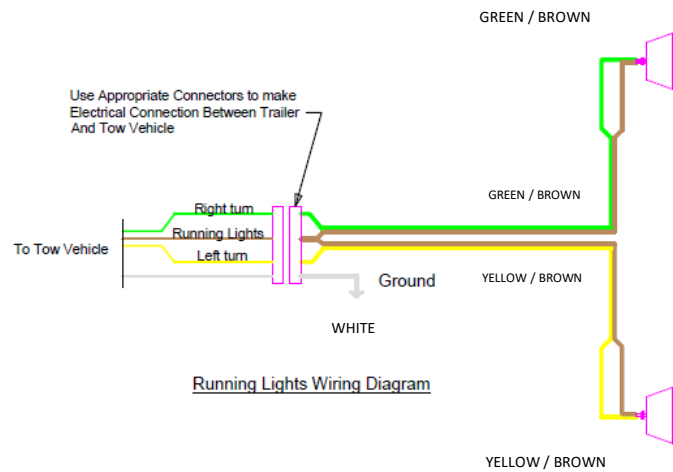 GREEN / BROWN
Use Appropriate Connectors to make
Electrical Connection Between Trailer
And Tow Vehicle
GREEN / BROWN
Right turn
Running Lights
To Tow Vehicle
Left turn
Ground
YELLOW / BROWN
WHITE
Running Lights Wiring Diagram
YELLOW / BROWN